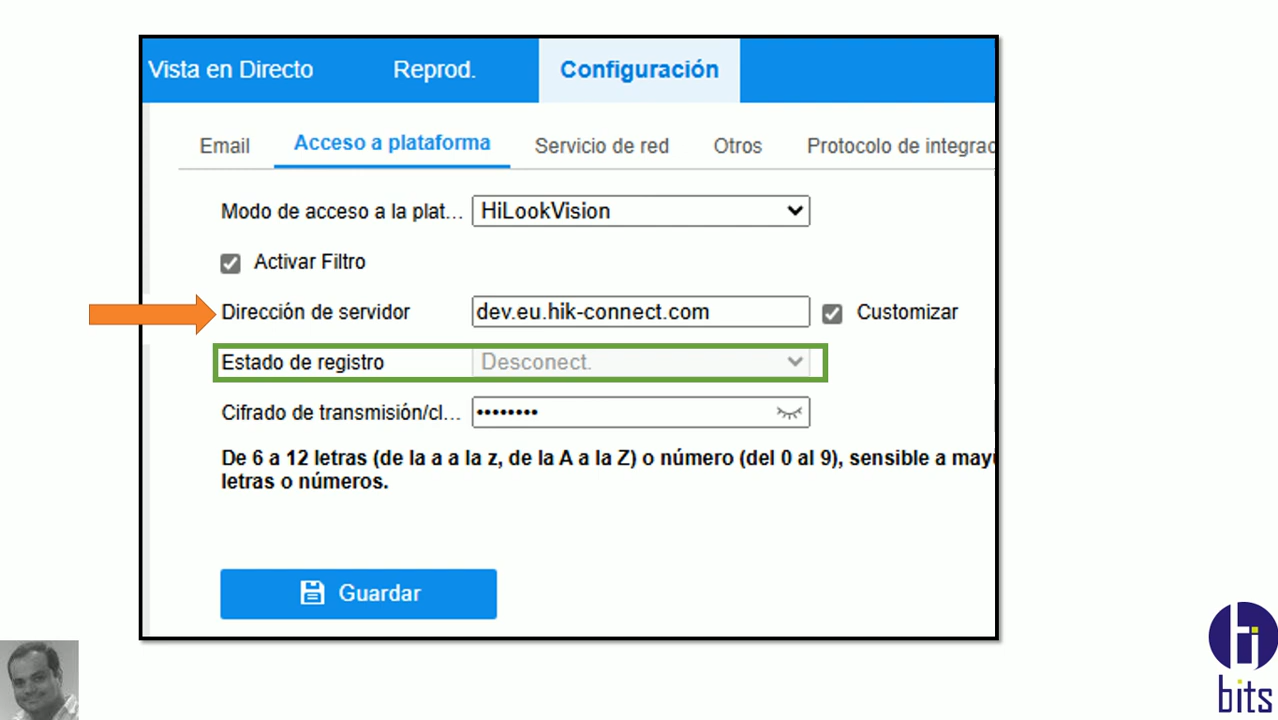 Vista en Directo Reprod. Configuración
Email Acceso a plataforma Servicio de red Otros Protocolo de integrac
Modo de acceso a la plat... HiLookVision
Activar Filtro
Dirección de servidor dev.eu.hik-connect.com Customizar
Estado de registro Desconect.
Cifrado de transmisión/cl... ••••••••
De 6 a 12 letras (de la a a la z, de la A a la Z) o número (del 0 al 9), sensible a mayú
letras o números.
Guardar
bits